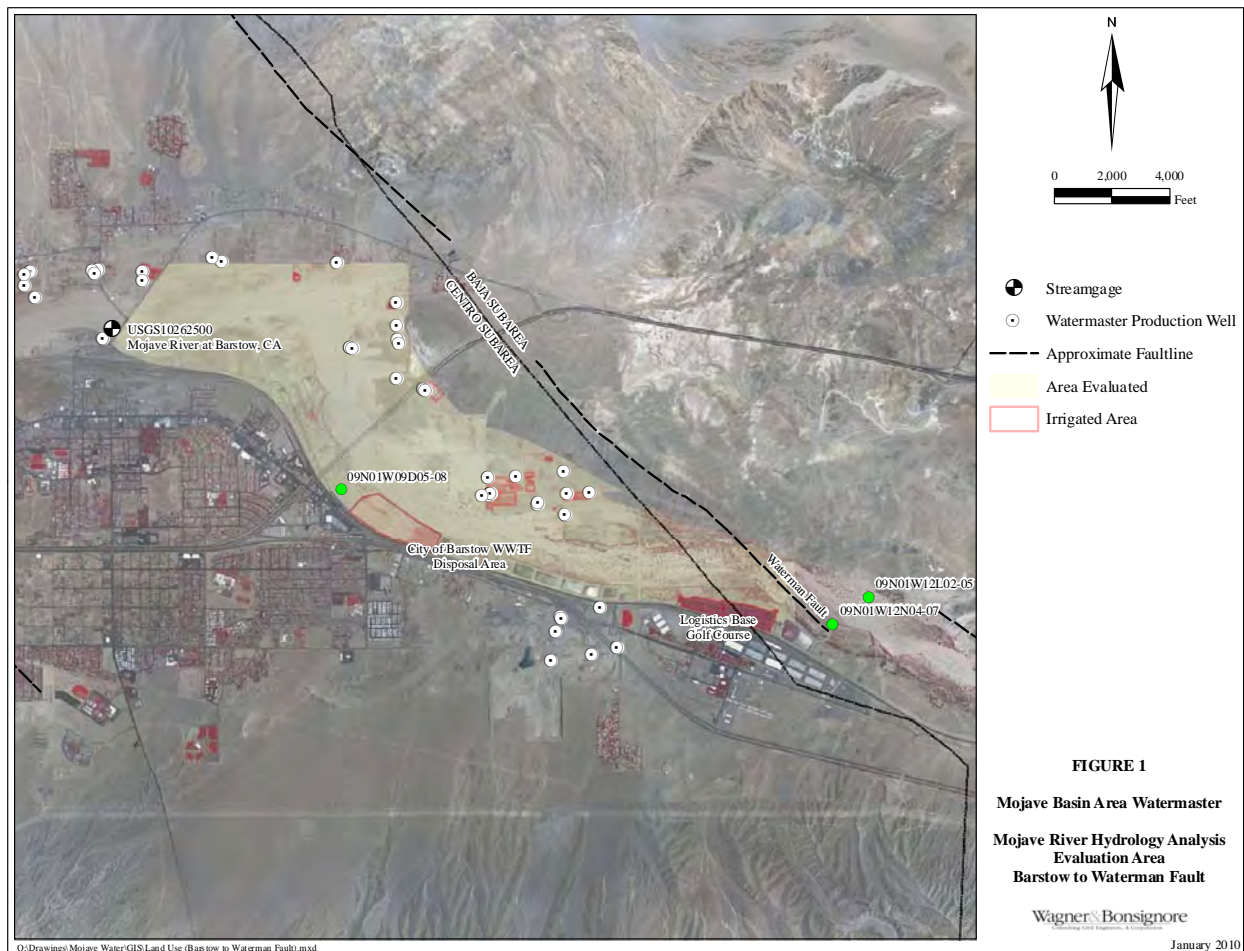 N
0 2,000 4,000
Feet
Streamgage
Watermaster Production Well
Approximate Faultline
Area Evaluated
Irrigated Area
BAJA SUBAREA
CENTRO SUBAREA
USGS10262500
Mojave River at Barstow, CA
09N01W09D05-08
City of Barstow WWTF
Disposal Area
Waterman Fault
09N01W12L02-05
09N01W12N04-07
Logistics Base
Golf Course
FIGURE 1
Mojave Basin Area Watermaster
Mojave River Hydrology Analysis
Evaluation Area
Barstow to Waterman Fault
Wagner&Bonsignore
Consulting Civil Engineers, A Corporation
January 2010
O:\Drawings\Mojave Water\GIS\Land Use (Barstow to Waterman Fault).mxd